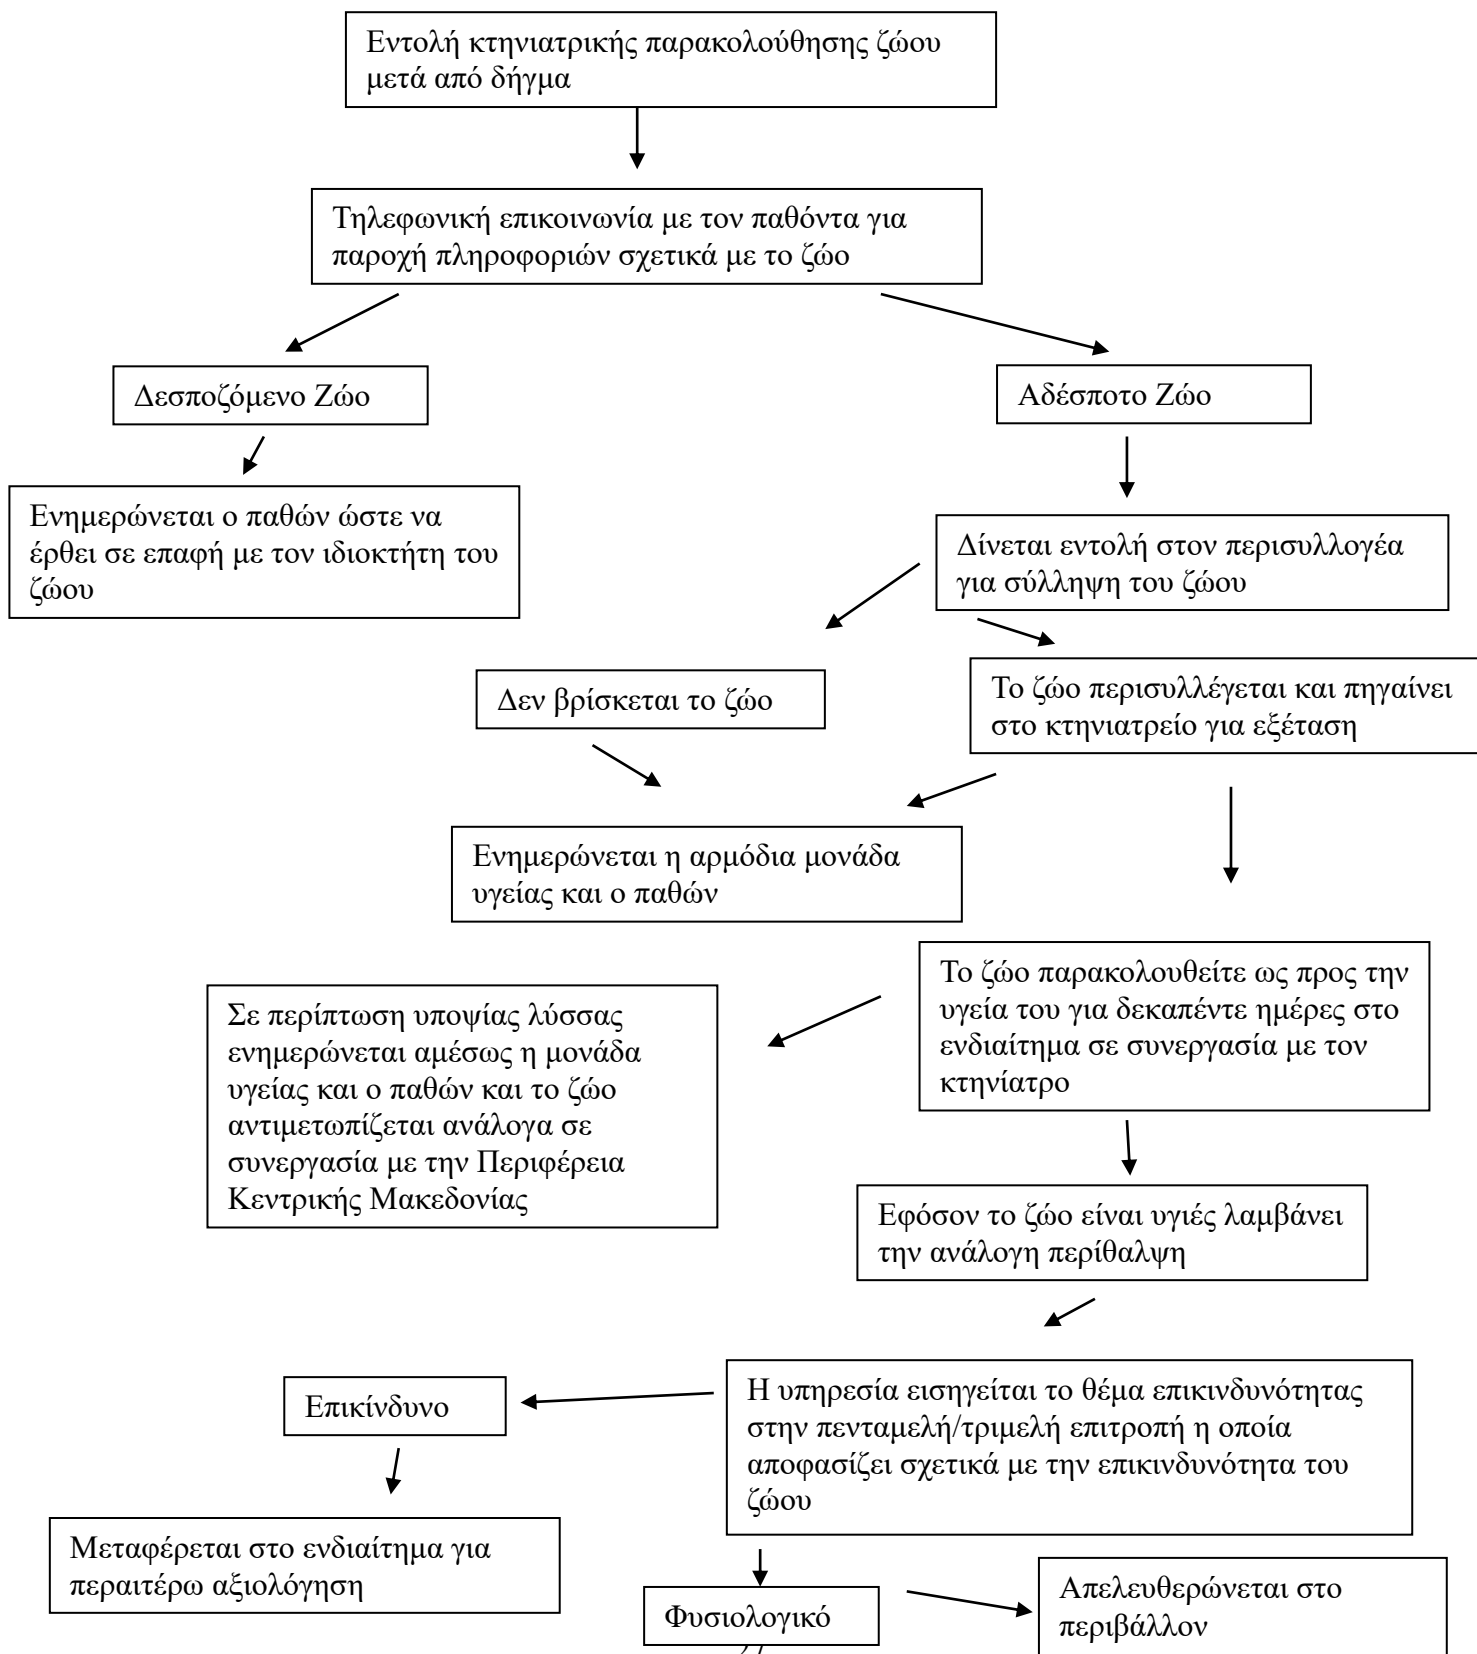 Εντολή κτηνιατρικής παρακολούθησης ζώου
μετά από δήγμα
Τηλεφωνική επικοινωνία με τον παθόντα για
παροχή πληροφοριών σχετικά με το ζώο
Δεσποζόμενο Ζώο
Αδέσποτο Ζώο
Ενημερώνεται ο παθών ώστε να
έρθει σε επαφή με τον ιδιοκτήτη του
ζώου
Δίνεται εντολή στον περισυλλογέα
για σύλληψη του ζώου
Δεν βρίσκεται το ζώο
Το ζώο περισυλλέγεται και πηγαίνει
στο κτηνιατρείο για εξέταση
Ενημερώνεται η αρμόδια μονάδα
υγείας και ο παθών
Το ζώο παρακολουθείτε ως προς την
υγεία του για δεκαπέντε ημέρες στο
ενδιαίτημα σε συνεργασία με τον
κτηνίατρο
Σε περίπτωση υποψίας λύσσας
ενημερώνεται αμέσως η μονάδα
υγείας και ο παθών και το ζώο
αντιμετωπίζεται ανάλογα σε
συνεργασία με την Περιφέρεια
Κεντρικής Μακεδονίας
Εφόσον το ζώο είναι υγιές λαμβάνει
την ανάλογη περίθαλψη
Η υπηρεσία εισηγείται το θέμα επικινδυνότητας
στην πενταμελή/τριμελή επιτροπή η οποία
αποφασίζει σχετικά με την επικινδυνότητα του
ζώου
Επικίνδυνο
Μεταφέρεται στο ενδιαίτημα για
περαιτέρω αξιολόγηση
Φυσιολογικό
Απελευθερώνεται στο
περιβάλλον